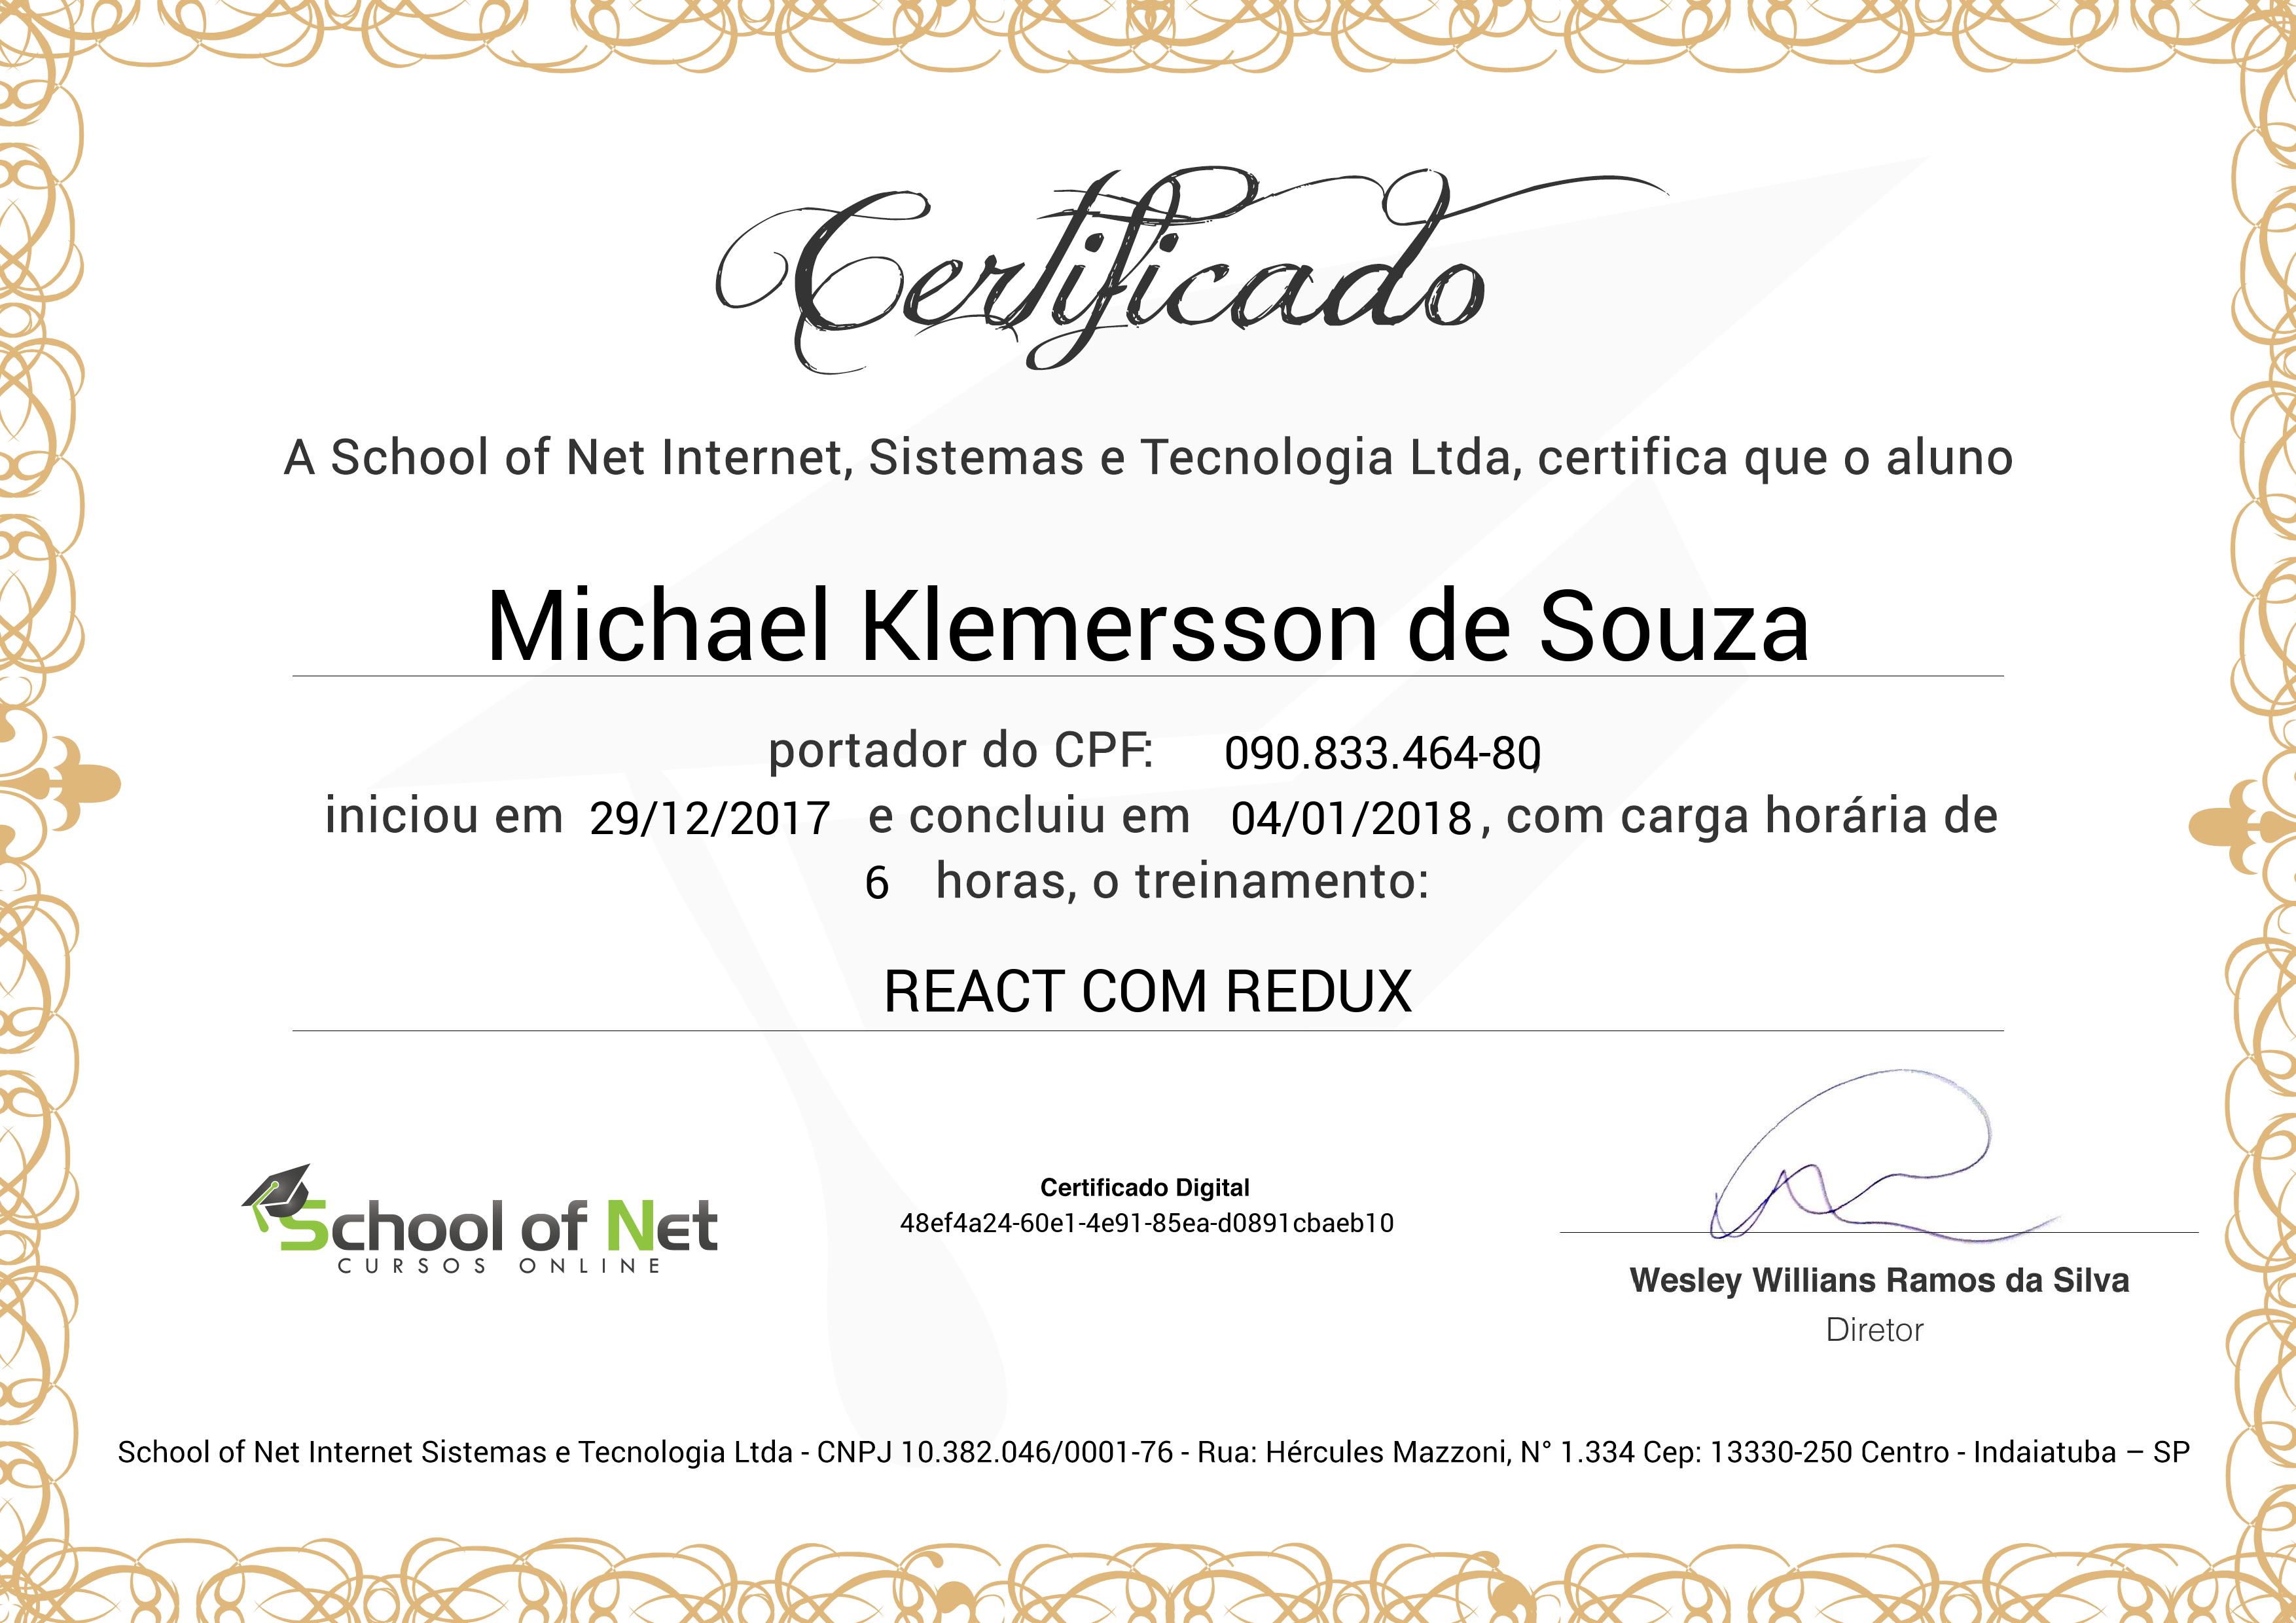 Certificado
A School of Net Internet, Sistemas e Tecnologia Ltda, certifica que o aluno
Michael Klemersson de Souza
portador do CPF: 090.833.464-80,
iniciou em 29/12/2017 e concluiu em 04/01/2018, com carga horária de
6 horas, o treinamento:
REACT COM REDUX
School of Net
CURSOS ONLINE
Certificado Digital
48ef4a24-60e1-4e91-85ea-d0891cbaeb10
Wesley Willians Ramos da Silva
Diretor
School of Net Internet Sistemas e Tecnologia Ltda - CNPJ 10.382.046/0001-76 - Rua: Hércules Mazzoni, N° 1.334 Cep: 13330-250 Centro - Indaiatuba – SP